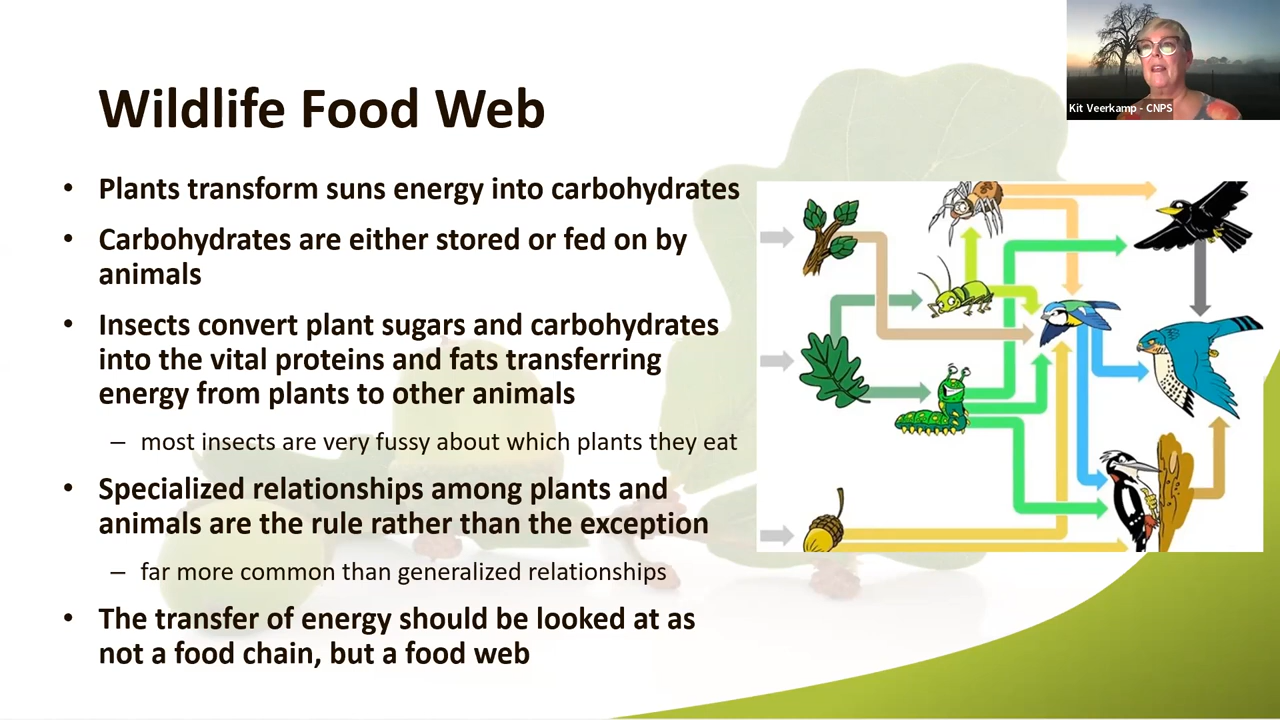 Kit Veerkamp - CNPS
Wildlife Food Web
• Plants transform suns energy into carbohydrates
• Carbohydrates are either stored or fed on by
animals
• Insects convert plant sugars and carbohydrates
into the vital proteins and fats transferring
energy from plants to other animals
– most insects are very fussy about which plants they eat
• Specialized relationships among plants and
animals are the rule rather than the exception
– far more common than generalized relationships
• The transfer of energy should be looked at as
not a food chain, but a food web